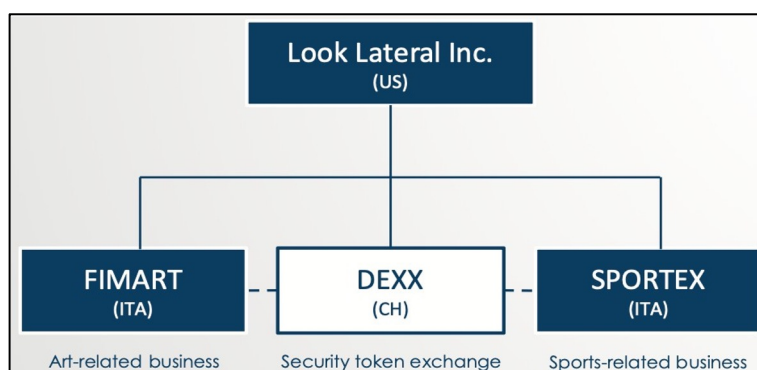 Look Lateral Inc.
(US)
FIMART
(ITA)
DEXX
(CH)
SPORTEX
(ITA)
Art-related business
Security token exchange
Sports-related business